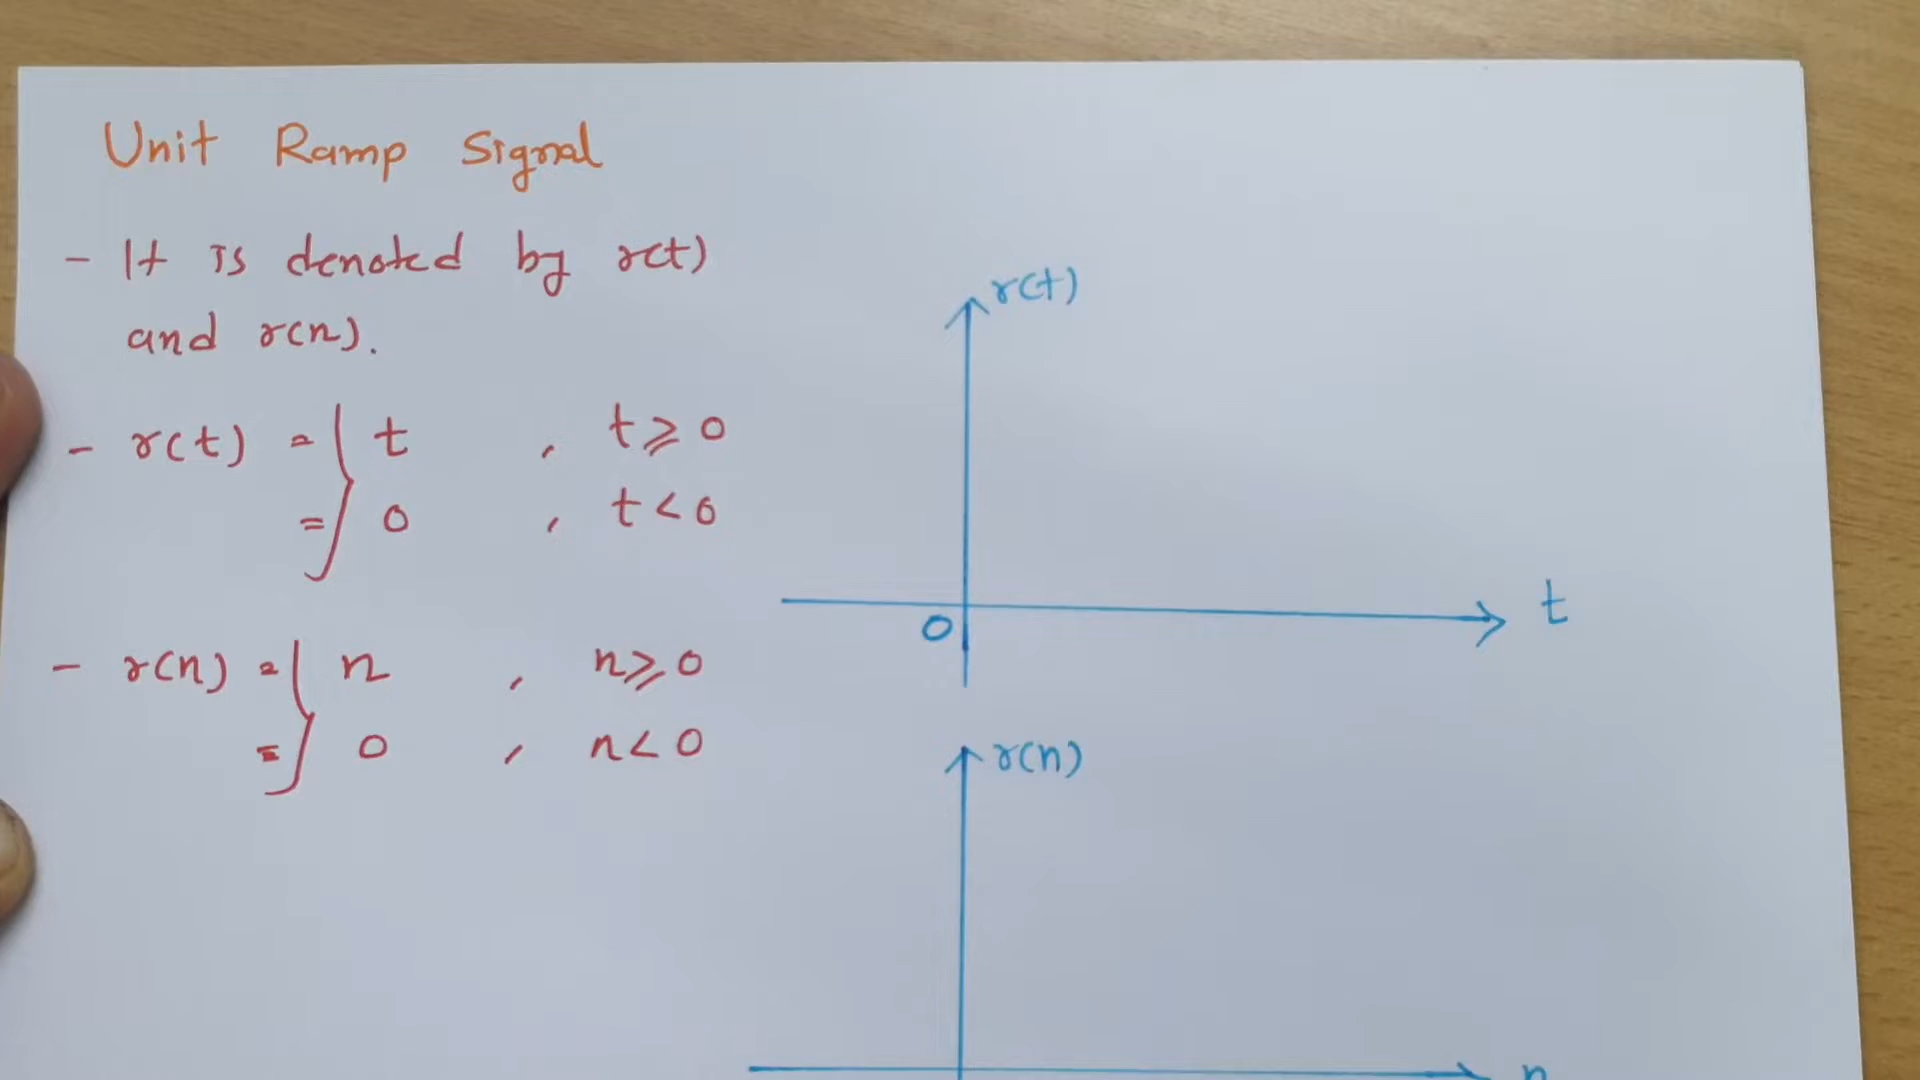 Unit Ramp Signal
- It is denoted by r(t)
and r(n).
- r(t) = { t , t ⩾ 0
= 0 , t < 0
- r(n) = { n , n ⩾ 0
= 0 , n < 0
r(t)
0
t
r(n)
n